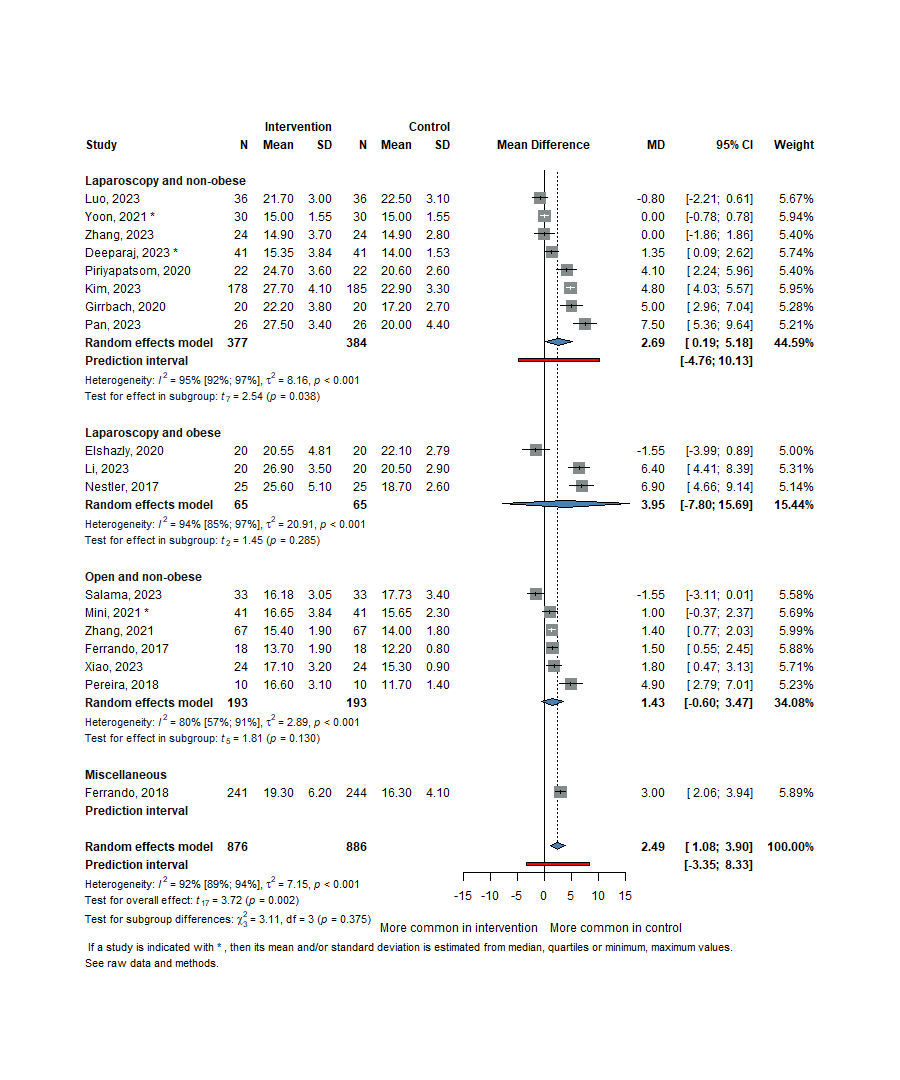 Intervention Control
Study N Mean SD N Mean SD Mean Difference MD 95% CI Weight
Laparoscopy and non-obese
Luo, 2023 36 21.70 3.00 36 22.50 3.10 -0.80 [-2.21; 0.61] 5.67%
Yoon, 2021 * 30 15.00 1.55 30 15.00 1.55 0.00 [-0.78; 0.78] 5.94%
Zhang, 2023 24 14.90 3.70 24 14.90 2.80 0.00 [-1.86; 1.86] 5.40%
Deeparaj, 2023 * 41 15.35 3.84 41 14.00 1.53 1.35 [ 0.09; 2.62] 5.74%
Piriyapatsom, 2020 22 24.70 3.60 22 20.60 2.60 4.10 [ 2.24; 5.96] 5.40%
Kim, 2023 178 27.70 4.10 185 22.90 3.30 4.80 [ 4.03; 5.57] 5.95%
Girrbach, 2020 20 22.20 3.80 20 17.20 2.70 5.00 [ 2.96; 7.04] 5.28%
Pan, 2023 26 27.50 3.40 26 20.00 4.40 7.50 [ 5.36; 9.64] 5.21%
Random effects model 377 384 2.69 [ 0.19; 5.18] 44.59%
Prediction interval [-4.76; 10.13]
Heterogeneity: I² = 95% [92%; 97%], τ² = 8.16, p < 0.001
Test for effect in subgroup: t₇ = 2.54 (p = 0.038)
Laparoscopy and obese
Elshazly, 2020 20 20.55 4.81 20 22.10 2.79 -1.55 [-3.99; 0.89] 5.00%
Li, 2023 20 26.90 3.50 20 20.50 2.90 6.40 [ 4.41; 8.39] 5.31%
Nestler, 2017 25 25.60 5.10 25 18.70 2.60 6.90 [ 4.66; 9.14] 5.14%
Random effects model 65 65 3.95 [-7.80; 15.69] 15.44%
Heterogeneity: I² = 94% [85%; 97%], τ² = 20.91, p < 0.001
Test for effect in subgroup: t₂ = 1.45 (p = 0.285)
Open and non-obese
Salama, 2023 33 16.18 3.05 33 17.73 3.40 -1.55 [-3.11; 0.01] 5.58%
Mini, 2021 * 41 16.65 3.84 41 15.65 2.30 1.00 [-0.37; 2.37] 5.69%
Zhang, 2021 67 15.40 1.90 67 14.00 1.80 1.40 [ 0.77; 2.03] 5.99%
Ferrando, 2017 18 13.70 1.90 18 12.20 0.80 1.50 [ 0.55; 2.45] 5.88%
Xiao, 2023 24 17.10 3.20 24 15.30 0.90 1.80 [ 0.47; 3.13] 5.71%
Pereira, 2018 10 16.60 3.10 10 11.70 1.40 4.90 [ 2.79; 7.01] 5.23%
Random effects model 193 193 1.43 [-0.60; 3.47] 34.08%
Heterogeneity: I² = 80% [57%; 91%], τ² = 2.89, p < 0.001
Test for effect in subgroup: t₅ = 1.81 (p = 0.130)
Miscellaneous
Ferrando, 2018 241 19.30 6.20 244 16.30 4.10 3.00 [ 2.06; 3.94] 5.89%
Prediction interval
Random effects model 876 886 2.49 [ 1.08; 3.90] 100.00%
Prediction interval [-3.35; 8.33]
Heterogeneity: I² = 92% [89%; 94%], τ² = 7.15, p < 0.001
Test for overall effect: t₁₇ = 3.72 (p = 0.002)
-15 -10 -5 0 5 10 15
Test for subgroup differences: χ²₃ = 3.11, df = 3 (p = 0.375)
More common in intervention More common in control
If a study is indicated with * , then its mean and/or standard deviation is estimated from median, quartiles or minimum, maximum values.
See raw data and methods.